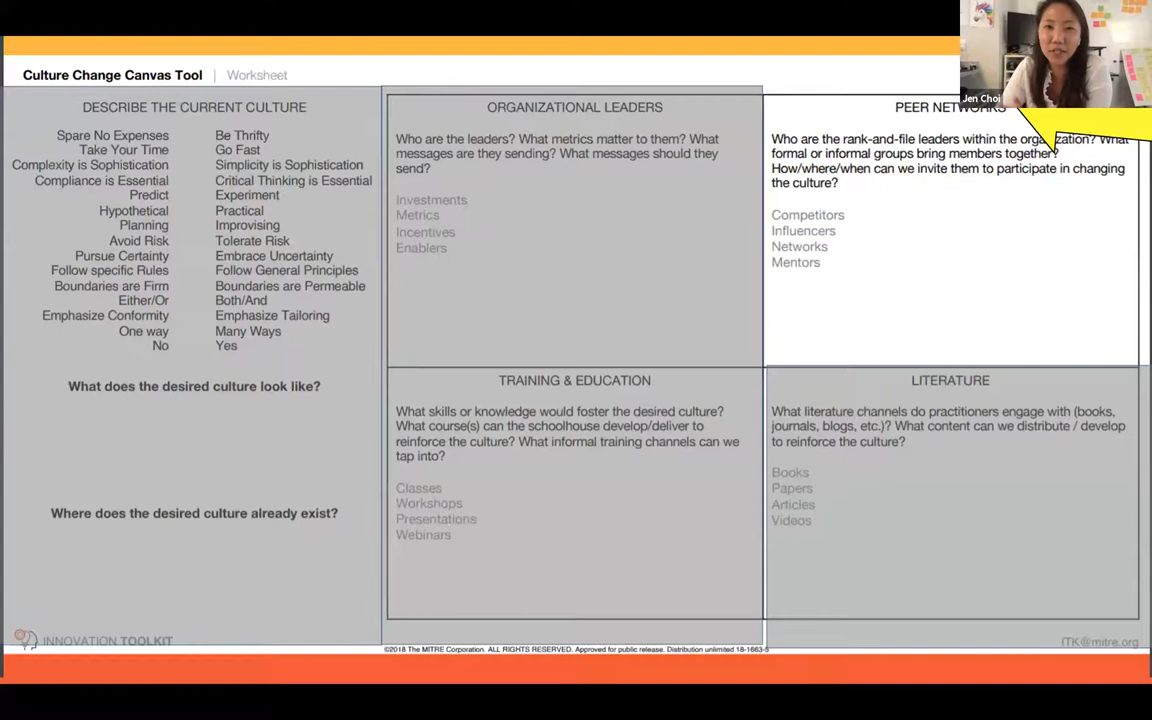 Culture Change Canvas Tool | Worksheet
Jen Choi
DESCRIBE THE CURRENT CULTURE
Spare No Expenses Be Thrifty
Take Your Time Go Fast
Complexity is Sophistication Simplicity is Sophistication
Compliance is Essential Critical Thinking is Essential
Predict Experiment
Hypothetical Practical
Planning Improvising
Avoid Risk Tolerate Risk
Pursue Certainty Embrace Uncertainty
Follow specific Rules Follow General Principles
Boundaries are Firm Boundaries are Permeable
Either/Or Both/And
Emphasize Conformity Emphasize Tailoring
One way Many Ways
No Yes
What does the desired culture look like?
Where does the desired culture already exist?
ORGANIZATIONAL LEADERS
Who are the leaders? What metrics matter to them? What
messages are they sending? What messages should they
send?
Investments
Metrics
Incentives
Enablers
PEER NETWORKS
Who are the rank-and-file leaders within the organization? What
formal or informal groups bring members together?
How/where/when can we invite them to participate in changing
the culture?
Competitors
Influencers
Networks
Mentors
TRAINING & EDUCATION
What skills or knowledge would foster the desired culture?
What course(s) can the schoolhouse develop/deliver to
reinforce the culture? What informal training channels can we
tap into?
Classes
Workshops
Presentations
Webinars
LITERATURE
What literature channels do practitioners engage with (books,
journals, blogs, etc.)? What content can we distribute / develop
to reinforce the culture?
Books
Papers
Articles
Videos
INNOVATION TOOLKIT
ITK@mitre.org
©2018 The MITRE Corporation. ALL RIGHTS RESERVED. Approved for public release. Distribution unlimited 18-1663-5